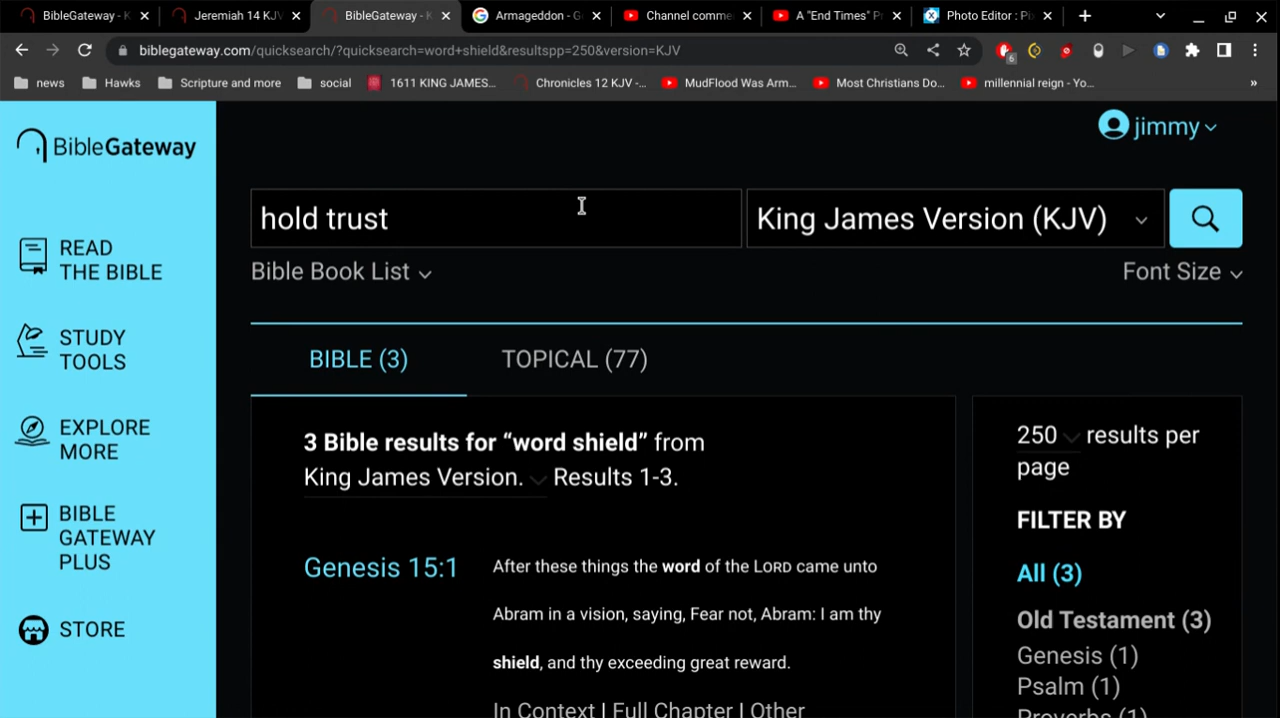 BibleGateway - K
Jeremiah 14 KJV
BibleGateway - K
Armageddon - G
Channel comme
A "End Times" P
Photo Editor : Pi
biblegateway.com/quicksearch/?quicksearch=word+shield&resultspp=250&version=KJV
6
news
Hawks
Scripture and more
social
1611 KING JAMES...
Chronicles 12 KJV -...
MudFlood Was Arm...
Most Christians Do...
millennial reign - Yo...
»
BibleGateway
jimmy
hold trust
King James Version (KJV)
Bible Book List
Font Size
READ
THE BIBLE
STUDY
TOOLS
EXPLORE
MORE
BIBLE
GATEWAY
PLUS
STORE
BIBLE (3)
TOPICAL (77)
3 Bible results for “word shield” from
King James Version. Results 1-3.
Genesis 15:1
After these things the word of the LORD came unto
Abram in a vision, saying, Fear not, Abram: I am thy
shield, and thy exceeding great reward.
In Context | Full Chapter | Other
250 results per
page
FILTER BY
All (3)
Old Testament (3)
Genesis (1)
Psalm (1)
Proverbs (1)